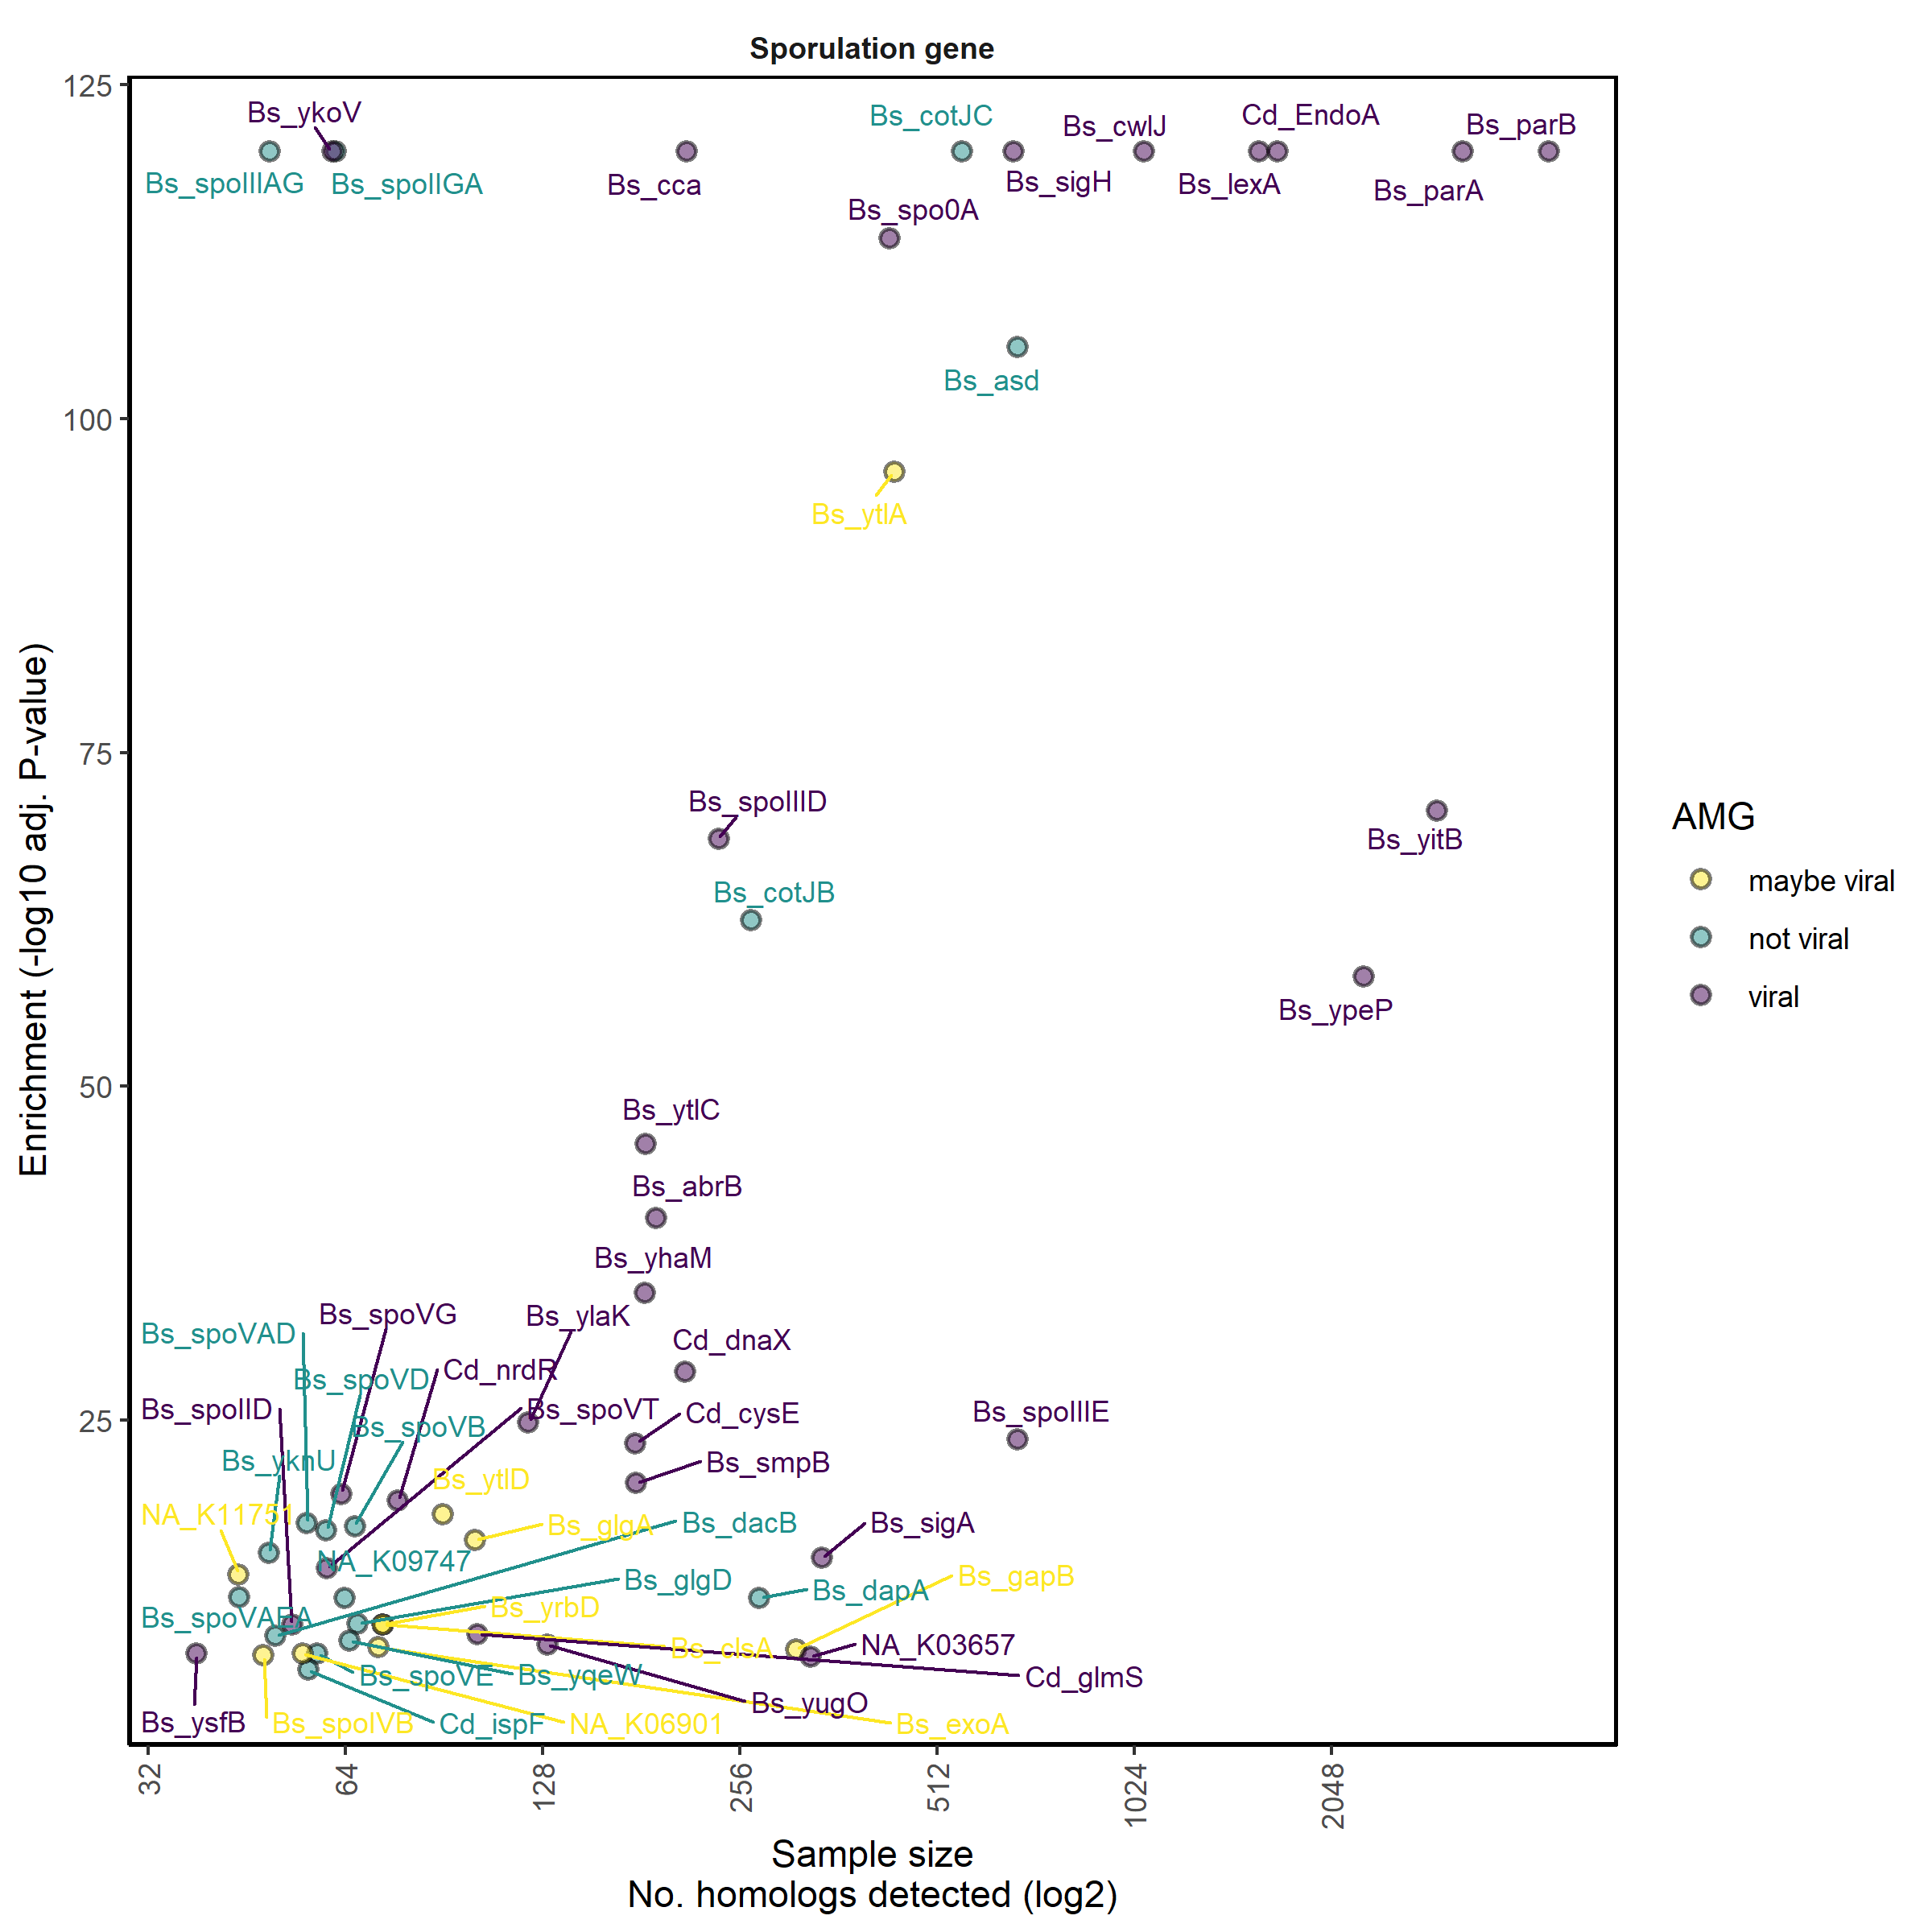 Sporulation gene
125
100
75
50
25
Enrichment (-log10 adj. P-value)
Bs_ykoV
Bs_cotJC
Bs_cwlJ
Cd_EndoA
Bs_parB
Bs_spoIIIAG
Bs_spoIIGA
Bs_cca
Bs_sigH
Bs_lexA
Bs_parA
Bs_spo0A
Bs_asd
Bs_ytlA
Bs_spoIIID
Bs_yitB
Bs_cotJB
Bs_ypeP
Bs_ytlC
Bs_abrB
Bs_yhaM
Bs_spoVG
Bs_ylaK
Bs_spoVAD
Cd_dnaX
Bs_spoVD
Cd_nrdR
Bs_spoIID
Bs_spoVT
Cd_cysE
Bs_spoIIIE
Bs_spoVB
Bs_yknU
Bs_smpB
Bs_ytlD
NA_K11751
Bs_glgA
Bs_dacB
Bs_sigA
NA_K09747
Bs_glgD
Bs_dapA
Bs_gapB
Bs_spoVAEA
Bs_yrbD
Bs_clsA
NA_K03657
Bs_spoVE
Bs_yqeW
Cd_glmS
Bs_yugO
Bs_ysfB
Bs_spoIVB
Cd_ispF
NA_K06901
Bs_exoA
32
64
128
256
512
1024
2048
Sample size
No. homologs detected (log2)
AMG
maybe viral
not viral
viral